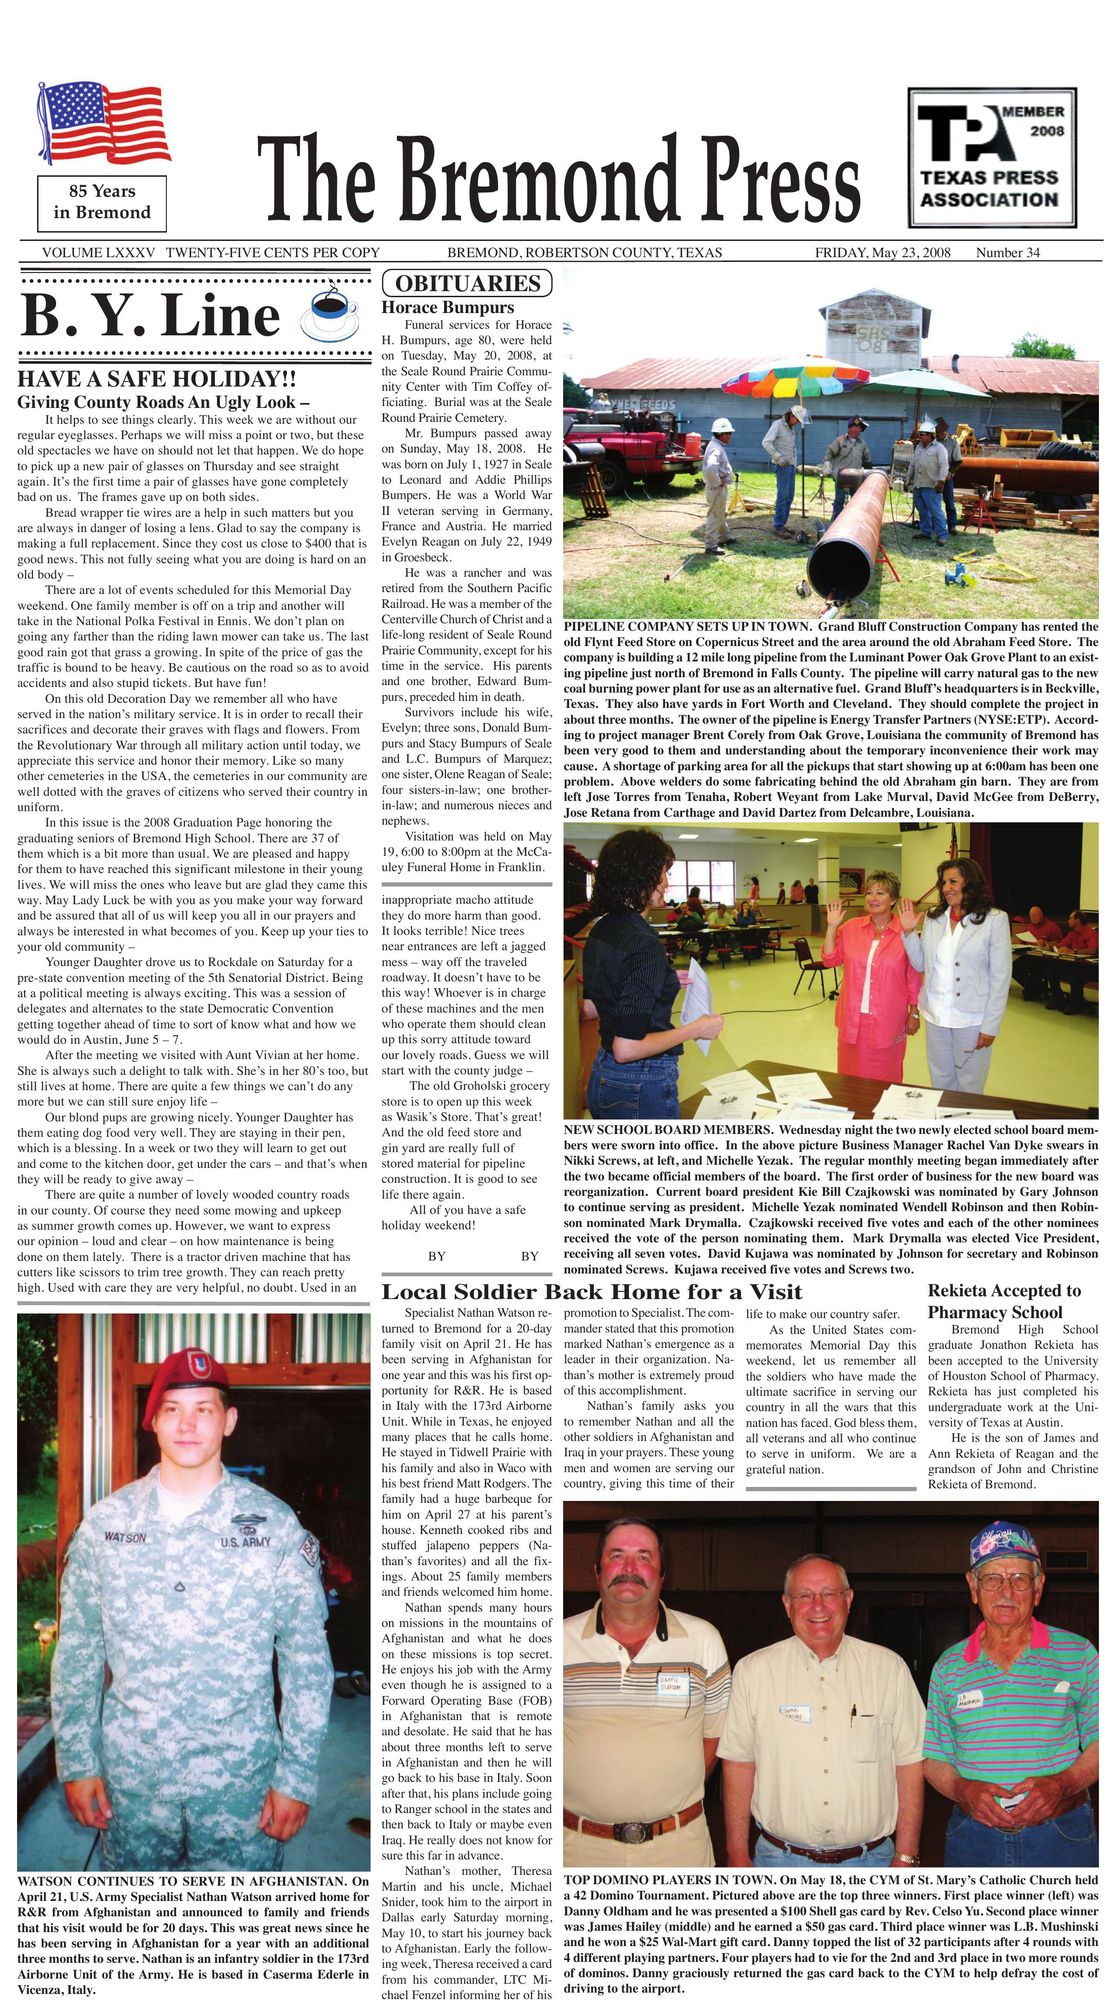 85 Years
in Bremond
The Bremond Press
TPA MEMBER
2008
TEXAS PRESS
ASSOCIATION
VOLUME LXXXV TWENTY-FIVE CENTS PER COPY BREMOND, ROBERTSON COUNTY, TEXAS FRIDAY, May 23, 2008 Number 34
B. Y. Line
HAVE A SAFE HOLIDAY!!
Giving County Roads An Ugly Look –
It helps to see things clearly. This week we are without our
regular eyeglasses. Perhaps we will miss a point or two, but these
old spectacles we have on should not let that happen. We do hope
to pick up a new pair of glasses on Thursday and see straight
again. It's the first time a pair of glasses have gone completely
bad on us. The frames gave up on both sides.
Bread wrapper tie wires are a help in such matters but you
are always in danger of losing a lens. Glad to say the company is
making a full replacement. Since they cost us close to $400 that is
good news. This not fully seeing what you are doing is hard on an
old body –
There are a lot of events scheduled for this Memorial Day
weekend. One family member is off on a trip and another will
take in the National Polka Festival in Ennis. We don't plan on
going any farther than the riding lawn mower can take us. The last
good rain got that grass a growing. In spite of the price of gas the
traffic is bound to be heavy. Be cautious on the road so as to avoid
accidents and also stupid tickets. But have fun!
On this old Decoration Day we remember all who have
served in the nation's military service. It is in order to recall their
sacrifices and decorate their graves with flags and flowers. From
the Revolutionary War through all military action until today, we
appreciate this service and honor their memory. Like so many
other cemeteries in the USA, the cemeteries in our community are
well dotted with the graves of citizens who served their country in
uniform.
In this issue is the 2008 Graduation Page honoring the
graduating seniors of Bremond High School. There are 37 of
them which is a bit more than usual. We are pleased and happy
for them to have reached this significant milestone in their young
lives. We will miss the ones who leave but are glad they came this
way. May Lady Luck be with you as you make your way forward
and be assured that all of us will keep you all in our prayers and
always be interested in what becomes of you. Keep up your ties to
your old community –
Younger Daughter drove us to Rockdale on Saturday for a
pre-state convention meeting of the 5th Senatorial District. Being
at a political meeting is always exciting. This was a session of
delegates and alternates to the state Democratic Convention
getting together ahead of time to sort of know what and how we
would do in Austin, June 5 – 7.
After the meeting we visited with Aunt Vivian at her home.
She is always such a delight to talk with. She's in her 80's too, but
still lives at home. There are quite a few things we can't do any
more but we can still sure enjoy life –
Our blond pups are growing nicely. Younger Daughter has
them eating dog food very well. They are staying in their pen,
which is a blessing. In a week or two they will learn to get out
and come to the kitchen door, get under the cars – and that's when
they will be ready to give away –
There are quite a number of lovely wooded country roads
in our county. Of course they need some mowing and upkeep
as summer growth comes up. However, we want to express
our opinion – loud and clear – on how maintenance is being
done on them lately. There is a tractor driven machine that has
cutters like scissors to trim tree growth. They can reach pretty
high. Used with care they are very helpful, no doubt. Used in an
inappropriate macho attitude
they do more harm than good.
It looks terrible! Nice trees
near entrances are left a jagged
mess – way off the traveled
roadway. It doesn't have to be
this way! Whoever is in charge
of these machines and the men
who operate them should clean
up this sorry attitude toward
our lovely roads. Guess we will
start with the county judge –
The old Groholski grocery
store is to open up this week
as Wasik's Store. That's great!
And the old feed store and
gin yard are really full of
stored material for pipeline
construction. It is good to see
life there again.
All of you have a safe
holiday weekend!
BY BY
OBITUARIES
Horace Bumpurs
Funeral services for Horace
H. Bumpurs, age 80, were held
on Tuesday, May 20, 2008, at
the Seale Round Prairie Commu-
nity Center with Tim Coffey of-
ficiating. Burial was at the Seale
Round Prairie Cemetery.
Mr. Bumpurs passed away
on Sunday, May 18, 2008. He
was born on July 1, 1927 in Seale
to Leonard and Addie Phillips
Bumpers. He was a World War
II veteran serving in Germany,
France and Austria. He married
Evelyn Reagan on July 22, 1949
in Groesbeck.
He was a rancher and was
retired from the Southern Pacific
Railroad. He was a member of the
Centerville Church of Christ and a
life-long resident of Seale Round
Prairie Community, except for his
time in the service. His parents
and one brother, Edward Bum-
purs, preceded him in death.
Survivors include his wife,
Evelyn; three sons, Donald Bum-
purs and Stacy Bumpurs of Seale
and L.C. Bumpurs of Marquez;
one sister, Olene Reagan of Seale;
four sisters-in-law; one brother-
in-law; and numerous nieces and
nephews.
Visitation was held on May
19, 6:00 to 8:00pm at the McCa-
uley Funeral Home in Franklin.
SBS
08
PIPELINE COMPANY SETS UP IN TOWN. Grand Bluff Construction Company has rented the
old Flynt Feed Store on Copernicus Street and the area around the old Abraham Feed Store. The
company is building a 12 mile long pipeline from the Luminant Power Oak Grove Plant to an exist-
ing pipeline just north of Bremond in Falls County. The pipeline will carry natural gas to the new
coal burning power plant for use as an alternative fuel. Grand Bluff's headquarters is in Beckville,
Texas. They also have yards in Fort Worth and Cleveland. They should complete the project in
about three months. The owner of the pipeline is Energy Transfer Partners (NYSE:ETP). Accord-
ing to project manager Brent Corely from Oak Grove, Louisiana the community of Bremond has
been very good to them and understanding about the temporary inconvenience their work may
cause. A shortage of parking area for all the pickups that start showing up at 6:00am has been one
problem. Above welders do some fabricating behind the old Abraham gin barn. They are from
left Jose Torres from Tenaha, Robert Weyant from Lake Murval, David McGee from DeBerry,
Jose Retana from Carthage and David Dartez from Delcambre, Louisiana.
NEW SCHOOL BOARD MEMBERS. Wednesday night the two newly elected school board mem-
bers were sworn into office. In the above picture Business Manager Rachel Van Dyke swears in
Nikki Screws, at left, and Michelle Yezak. The regular monthly meeting began immediately after
the two became official members of the board. The first order of business for the new board was
reorganization. Current board president Kie Bill Czajkowski was nominated by Gary Johnson
to continue serving as president. Michelle Yezak nominated Wendell Robinson and then Robin-
son nominated Mark Drymalla. Czajkowski received five votes and each of the other nominees
received the vote of the person nominating them. Mark Drymalla was elected Vice President,
receiving all seven votes. David Kujawa was nominated by Johnson for secretary and Robinson
nominated Screws. Kujawa received five votes and Screws two.
WATSON
U.S. ARMY
WATSON CONTINUES TO SERVE IN AFGHANISTAN. On
April 21, U.S. Army Specialist Nathan Watson arrived home for
R&R from Afghanistan and announced to family and friends
that his visit would be for 20 days. This was great news since he
has been serving in Afghanistan for a year with an additional
three months to serve. Nathan is an infantry soldier in the 173rd
Airborne Unit of the Army. He is based in Caserma Ederle in
Vicenza, Italy.
Local Soldier Back Home for a Visit
Specialist Nathan Watson re-
turned to Bremond for a 20-day
family visit on April 21. He has
been serving in Afghanistan for
one year and this was his first op-
portunity for R&R. He is based
in Italy with the 173rd Airborne
Unit. While in Texas, he enjoyed
many places that he calls home.
He stayed in Tidwell Prairie with
his family and also in Waco with
his best friend Matt Rodgers. The
family had a huge barbeque for
him on April 27 at his parent's
house. Kenneth cooked ribs and
stuffed jalapeno peppers (Na-
than's favorites) and all the fix-
ings. About 25 family members
and friends welcomed him home.
Nathan spends many hours
on missions in the mountains of
Afghanistan and what he does
on these missions is top secret.
He enjoys his job with the Army
even though he is assigned to a
Forward Operating Base (FOB)
in Afghanistan that is remote
and desolate. He said that he has
about three months left to serve
in Afghanistan and then he will
go back to his base in Italy. Soon
after that, his plans include going
to Ranger school in the states and
then back to Italy or maybe even
Iraq. He really does not know for
sure this far in advance.
Nathan's mother, Theresa
Martin and his uncle, Michael
Snider, took him to the airport in
Dallas early Saturday morning,
May 10, to start his journey back
to Afghanistan. Early the follow-
ing week, Theresa received a card
from his commander, LTC Mi-
chael Fenzel informing her of his
promotion to Specialist. The com-
mander stated that this promotion
marked Nathan's emergence as a
leader in their organization. Na-
than's mother is extremely proud
of this accomplishment.
Nathan's family asks you
to remember Nathan and all the
other soldiers in Afghanistan and
Iraq in your prayers. These young
men and women are serving our
country, giving this time of their
life to make our country safer.
As the United States com-
memorates Memorial Day this
weekend, let us remember all
the soldiers who have made the
ultimate sacrifice in serving our
country in all the wars that this
nation has faced. God bless them,
all veterans and all who continue
to serve in uniform. We are a
grateful nation.
Rekieta Accepted to
Pharmacy School
Bremond High School
graduate Jonathon Rekieta has
been accepted to the University
of Houston School of Pharmacy.
Rekieta has just completed his
undergraduate work at the Uni-
versity of Texas at Austin.
He is the son of James and
Ann Rekieta of Reagan and the
grandson of John and Christine
Rekieta of Bremond.
Danny
Oldham
James
Hailey
L.B.
Mushinski
TOP DOMINO PLAYERS IN TOWN. On May 18, the CYM of St. Mary's Catholic Church held
a 42 Domino Tournament. Pictured above are the top three winners. First place winner (left) was
Danny Oldham and he was presented a $100 Shell gas card by Rev. Celso Yu. Second place winner
was James Hailey (middle) and he earned a $50 gas card. Third place winner was L.B. Mushinski
and he won a $25 Wal-Mart gift card. Danny topped the list of 32 participants after 4 rounds with
4 different playing partners. Four players had to vie for the 2nd and 3rd place in two more rounds
of dominos. Danny graciously returned the gas card back to the CYM to help defray the cost of
driving to the airport.